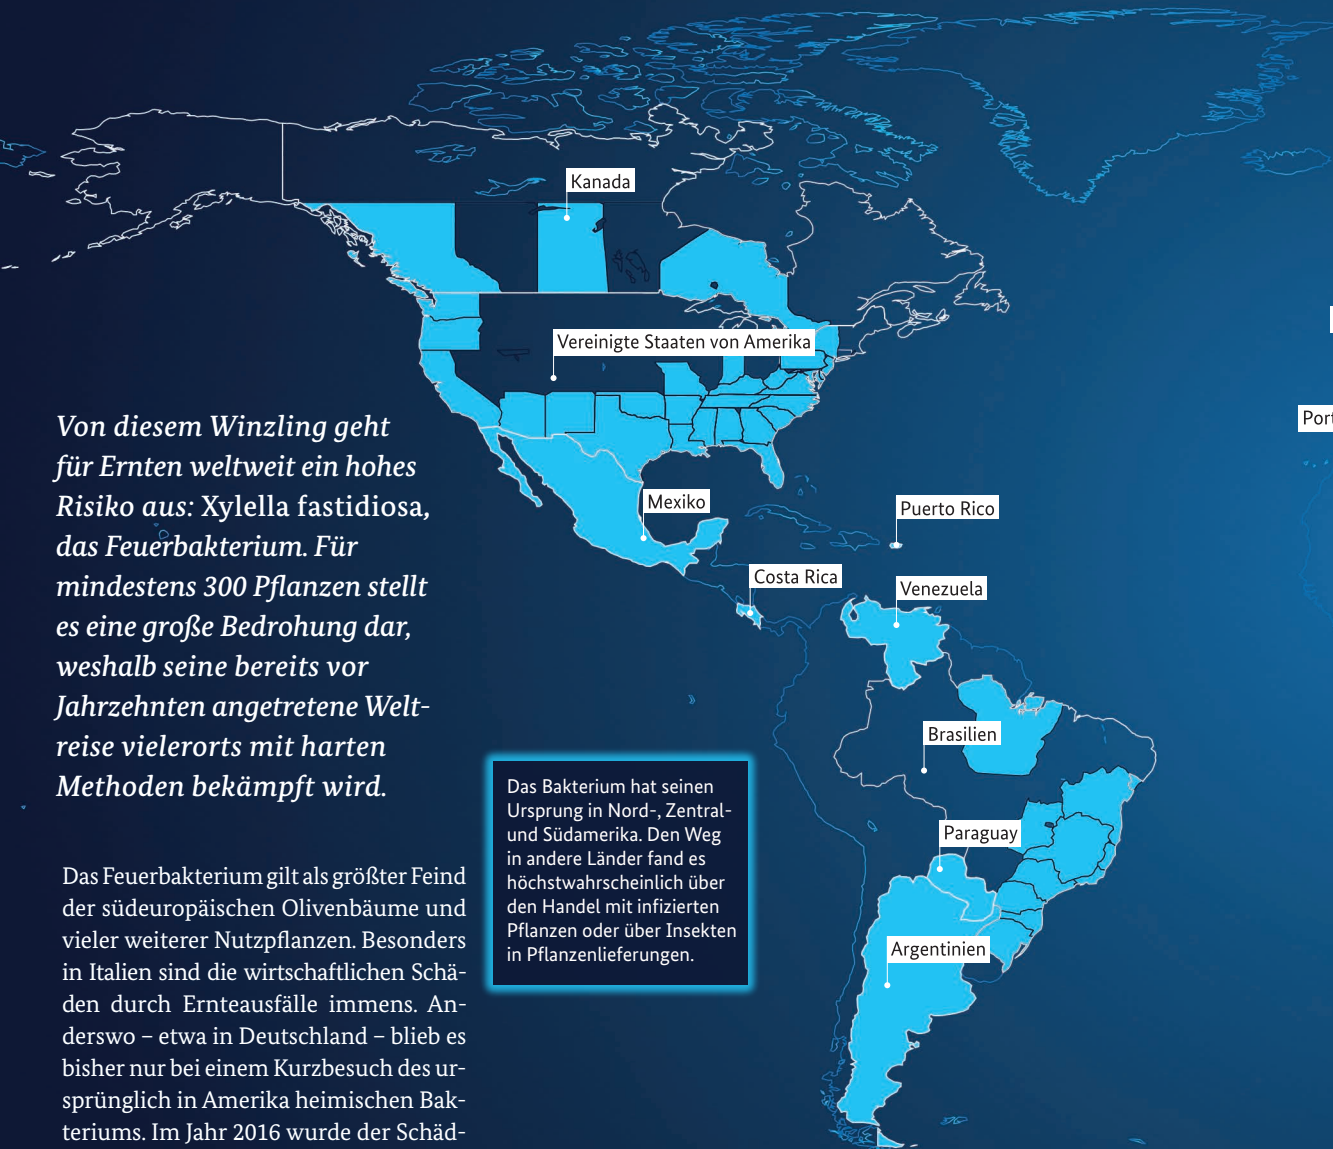 Kanada
Vereinigte Staaten von Amerika
Mexiko
Puerto Rico
Costa Rica
Venezuela
Brasilien
Paraguay
Argentinien
Port
Von diesem Winzling geht
für Ernten weltweit ein hohes
Risiko aus: Xylella fastidiosa,
das Feuerbakterium. Für
mindestens 300 Pflanzen stellt
es eine große Bedrohung dar,
weshalb seine bereits vor
Jahrzehnten angetretene Welt-
reise vielerorts mit harten
Methoden bekämpft wird.
Das Feuerbakterium gilt als größter Feind
der südeuropäischen Olivenbäume und
vieler weiterer Nutzpflanzen. Besonders
in Italien sind die wirtschaftlichen Schä-
den durch Ernteausfälle immens. An-
derswo – etwa in Deutschland – blieb es
bisher nur bei einem Kurzbesuch des ur-
sprünglich in Amerika heimischen Bak-
teriums. Im Jahr 2016 wurde der Schäd-
Das Bakterium hat seinen
Ursprung in Nord-, Zentral-
und Südamerika. Den Weg
in andere Länder fand es
höchstwahrscheinlich über
den Handel mit infizierten
Pflanzen oder über Insekten
in Pflanzenlieferungen.